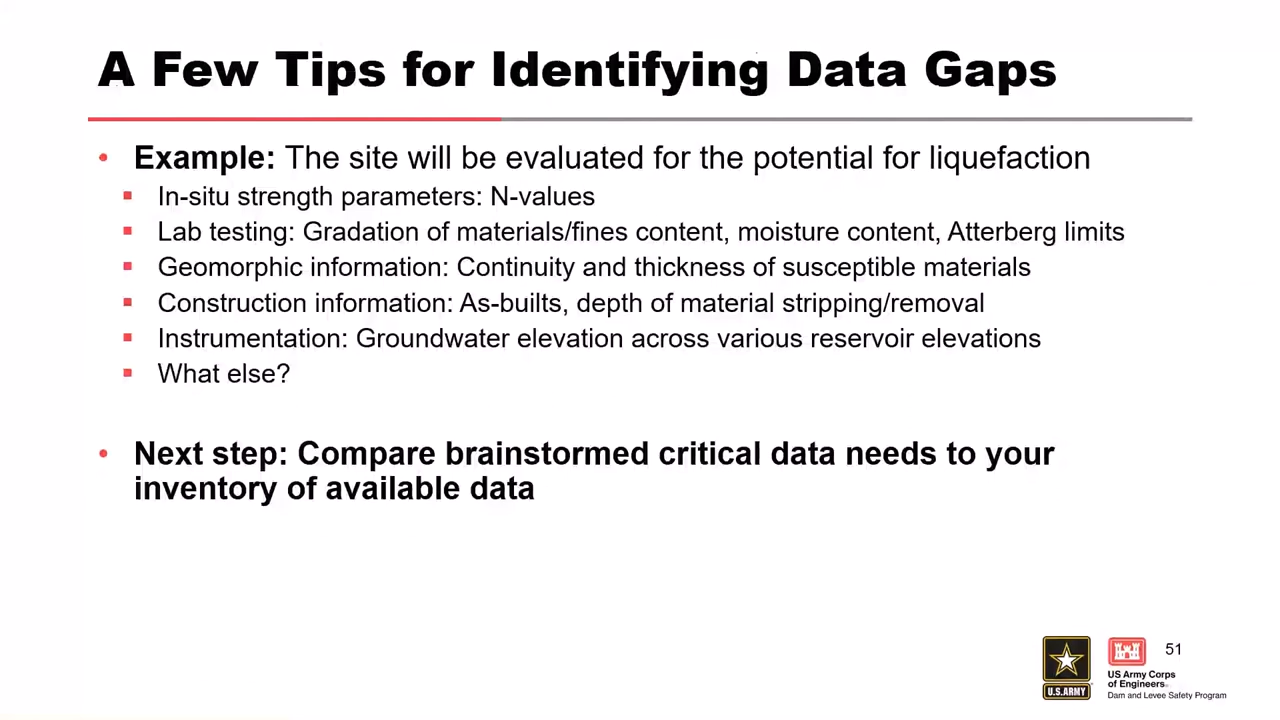 A Few Tips for Identifying Data Gaps
• Example: The site will be evaluated for the potential for liquefaction
▪ In-situ strength parameters: N-values
▪ Lab testing: Gradation of materials/fines content, moisture content, Atterberg limits
▪ Geomorphic information: Continuity and thickness of susceptible materials
▪ Construction information: As-builts, depth of material stripping/removal
▪ Instrumentation: Groundwater elevation across various reservoir elevations
▪ What else?
• Next step: Compare brainstormed critical data needs to your
inventory of available data
51
U.S.ARMY
US Army Corps
of Engineers®
Dam and Levee Safety Program